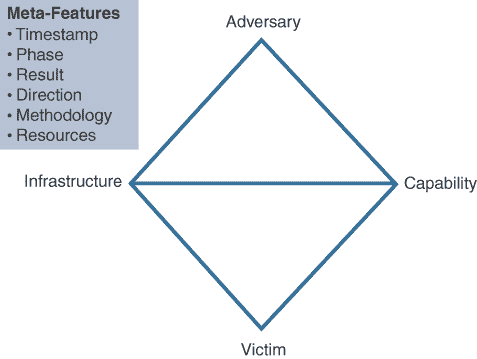 Meta-Features
• Timestamp
• Phase
• Result
• Direction
• Methodology
• Resources
Adversary
Infrastructure
Capability
Victim